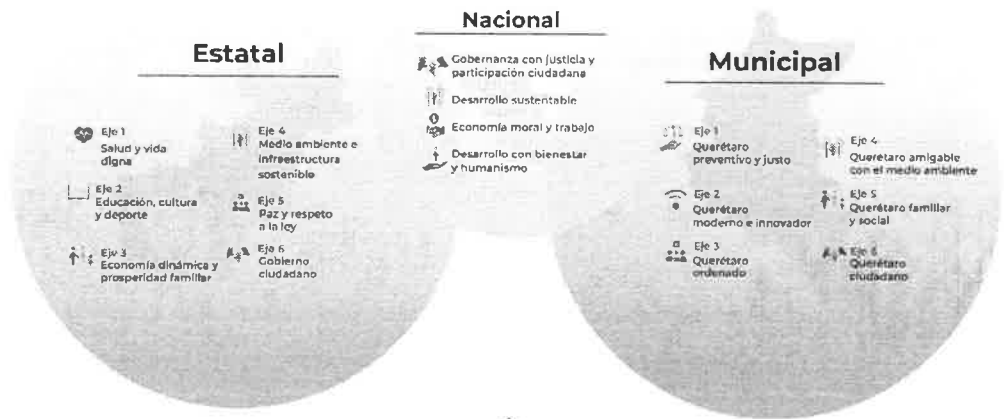 Nacional
Gobernanza con justicia y
participación ciudadana
Desarrollo sustentable
Economía moral y trabajo
Desarrollo con bienestar
y humanismo
Estatal
Eje 1
Salud y vida
digna
Eje 2
Educación, cultura
y deporte
Eje 3
Economía dinámica y
prosperidad familiar
Eje 4
Medio ambiente e
infraestructura
sostenible
Eje 5
Paz y respeto
a la ley
Eje 6
Gobierno
ciudadano
Municipal
Eje 1
Querétaro
preventivo y justo
Eje 2
Querétaro
moderno e innovador
Eje 3
Querétaro
ordenado
Eje 4
Querétaro amigable
con el medio ambiente
Eje 5
Querétaro familiar
y social
Eje 6
Querétaro
ciudadano